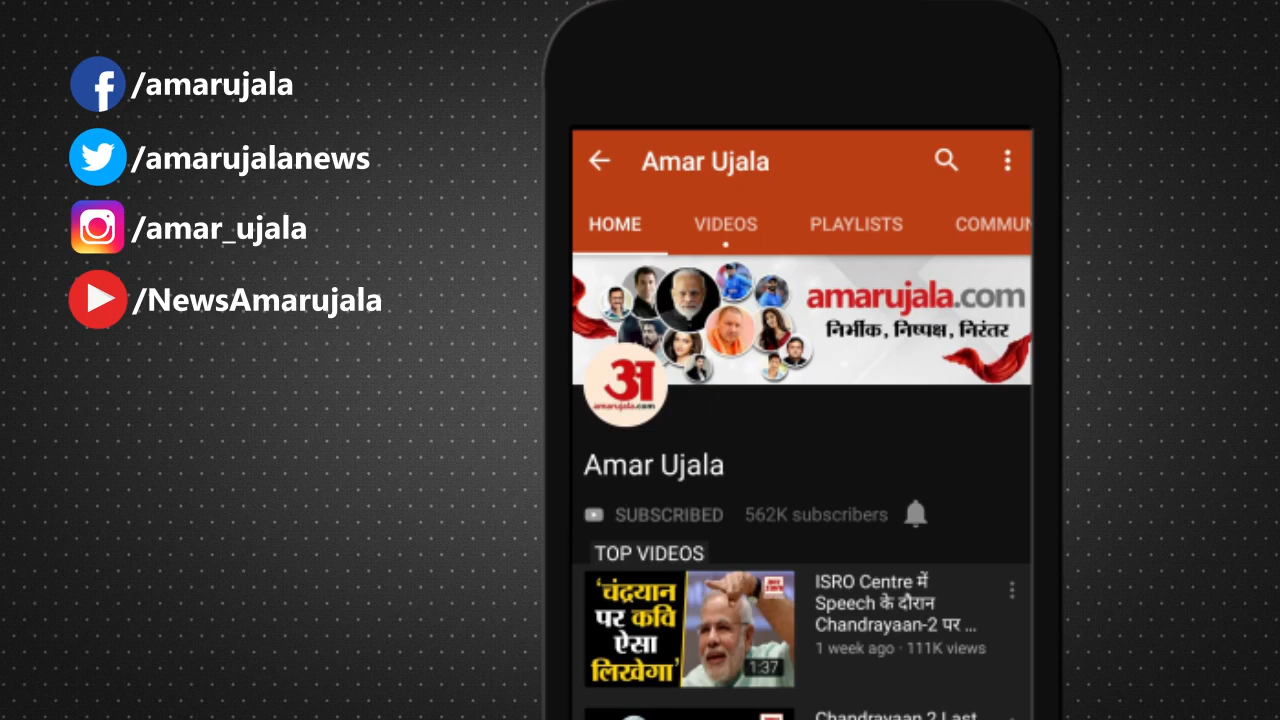 /amarujala
/amarujalanews
/amar_ujala
/NewsAmarujala
Amar Ujala
HOME VIDEOS PLAYLISTS COMMUN
amarujala.com
निर्भीक, निष्पक्ष, निरंतर
अ
amarujala.com
Amar Ujala
SUBSCRIBED 562K subscribers
TOP VIDEOS
‘चंद्रयान
पर कवि
ऐसा
लिखेगा’
1:37
ISRO Centre में
Speech के दौरान
Chandrayaan-2 पर ...
1 week ago · 111K views
Chandrayaan 2 Last